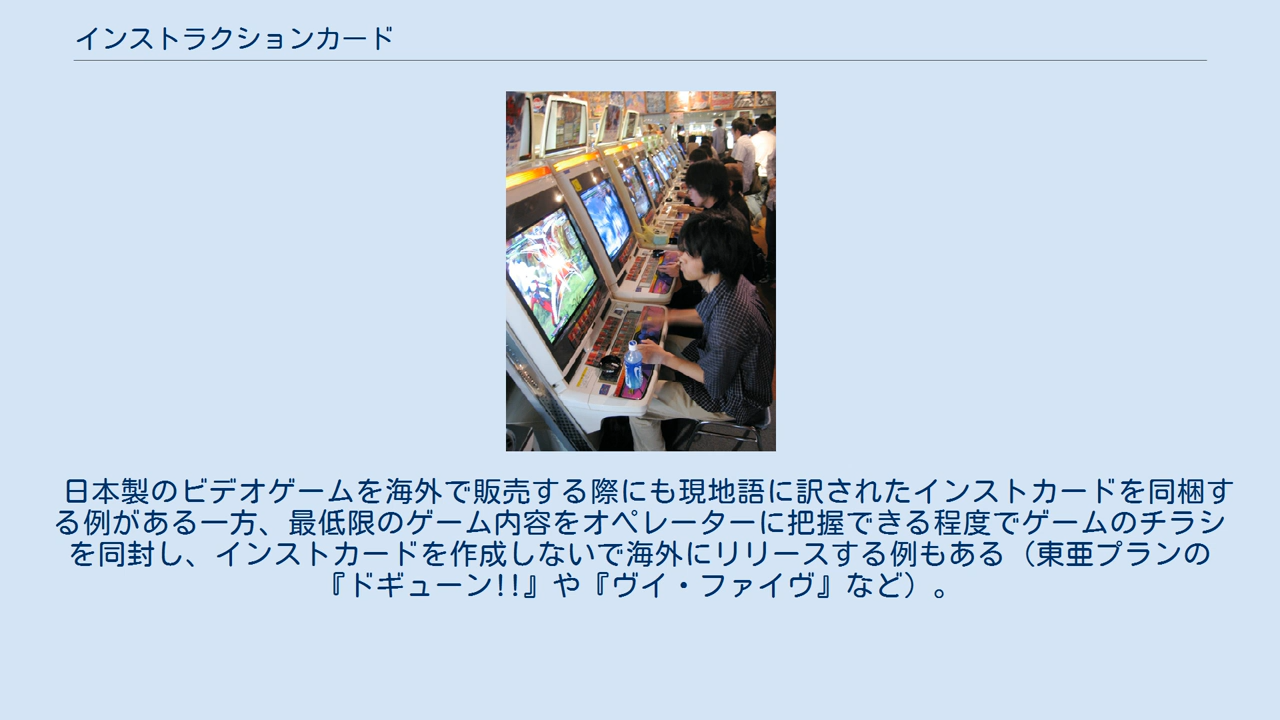 インストラクションカード
日本製のビデオゲームを海外で販売する際にも現地語に訳されたインストカードを同梱す
る例がある一方、最低限のゲーム内容をオペレーターに把握できる程度でゲームのチラシ
を同封し、インストカードを作成しないで海外にリリースする例もある（東亜プランの
『ドギューン!!』や『ヴイ・ファイヴ』など）。